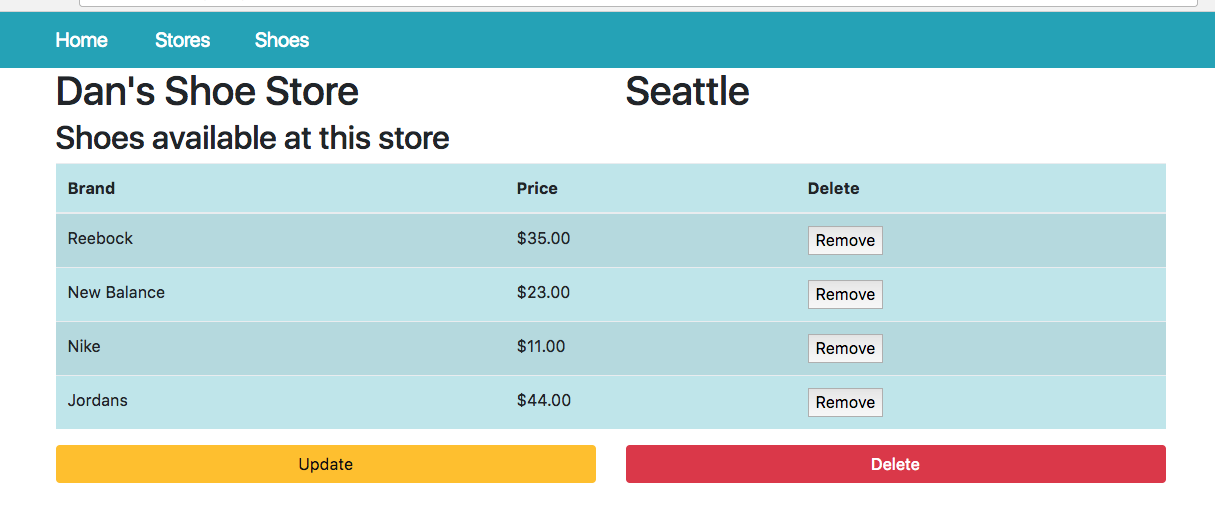 Home Stores Shoes
Dan's Shoe Store Seattle
Shoes available at this store
Brand Price Delete
Reebock $35.00 Remove
New Balance $23.00 Remove
Nike $11.00 Remove
Jordans $44.00 Remove
Update Delete